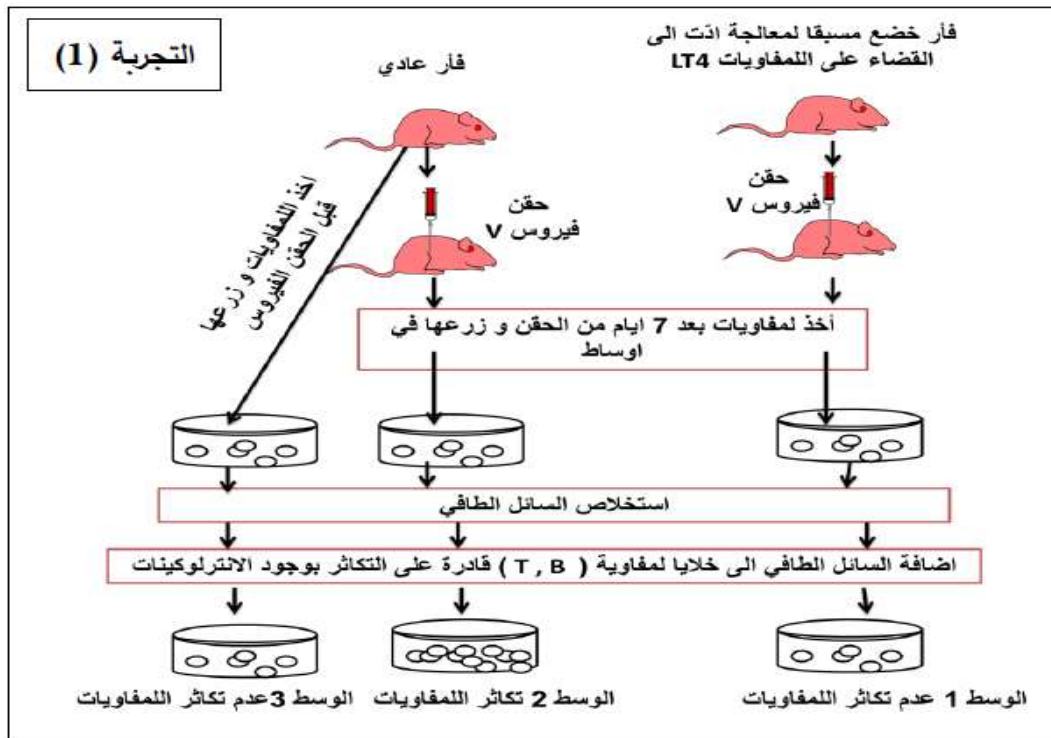 التجربة (1)
فأر خضع مسبقا لمعالجة ادّت الى
القضاء على اللمفاويات LT4
فأر عادي
حقن
فيروس V
حقن
فيروس V
اخذ اللمفاويات و زرعها
قبل الحقن الفيروس
أخذ لمفاويات بعد 7 ايام من الحقن و زرعها في
اوساط
استخلاص السائل الطافي
اضافة السائل الطافي الى خلايا لمفاوية ( T , B ) قادرة على التكاثر بوجود الانترلوكينات
الوسط 1 عدم تكاثر اللمفاويات
الوسط 2 تكاثر اللمفاويات
الوسط 3عدم تكاثر اللمفاويات